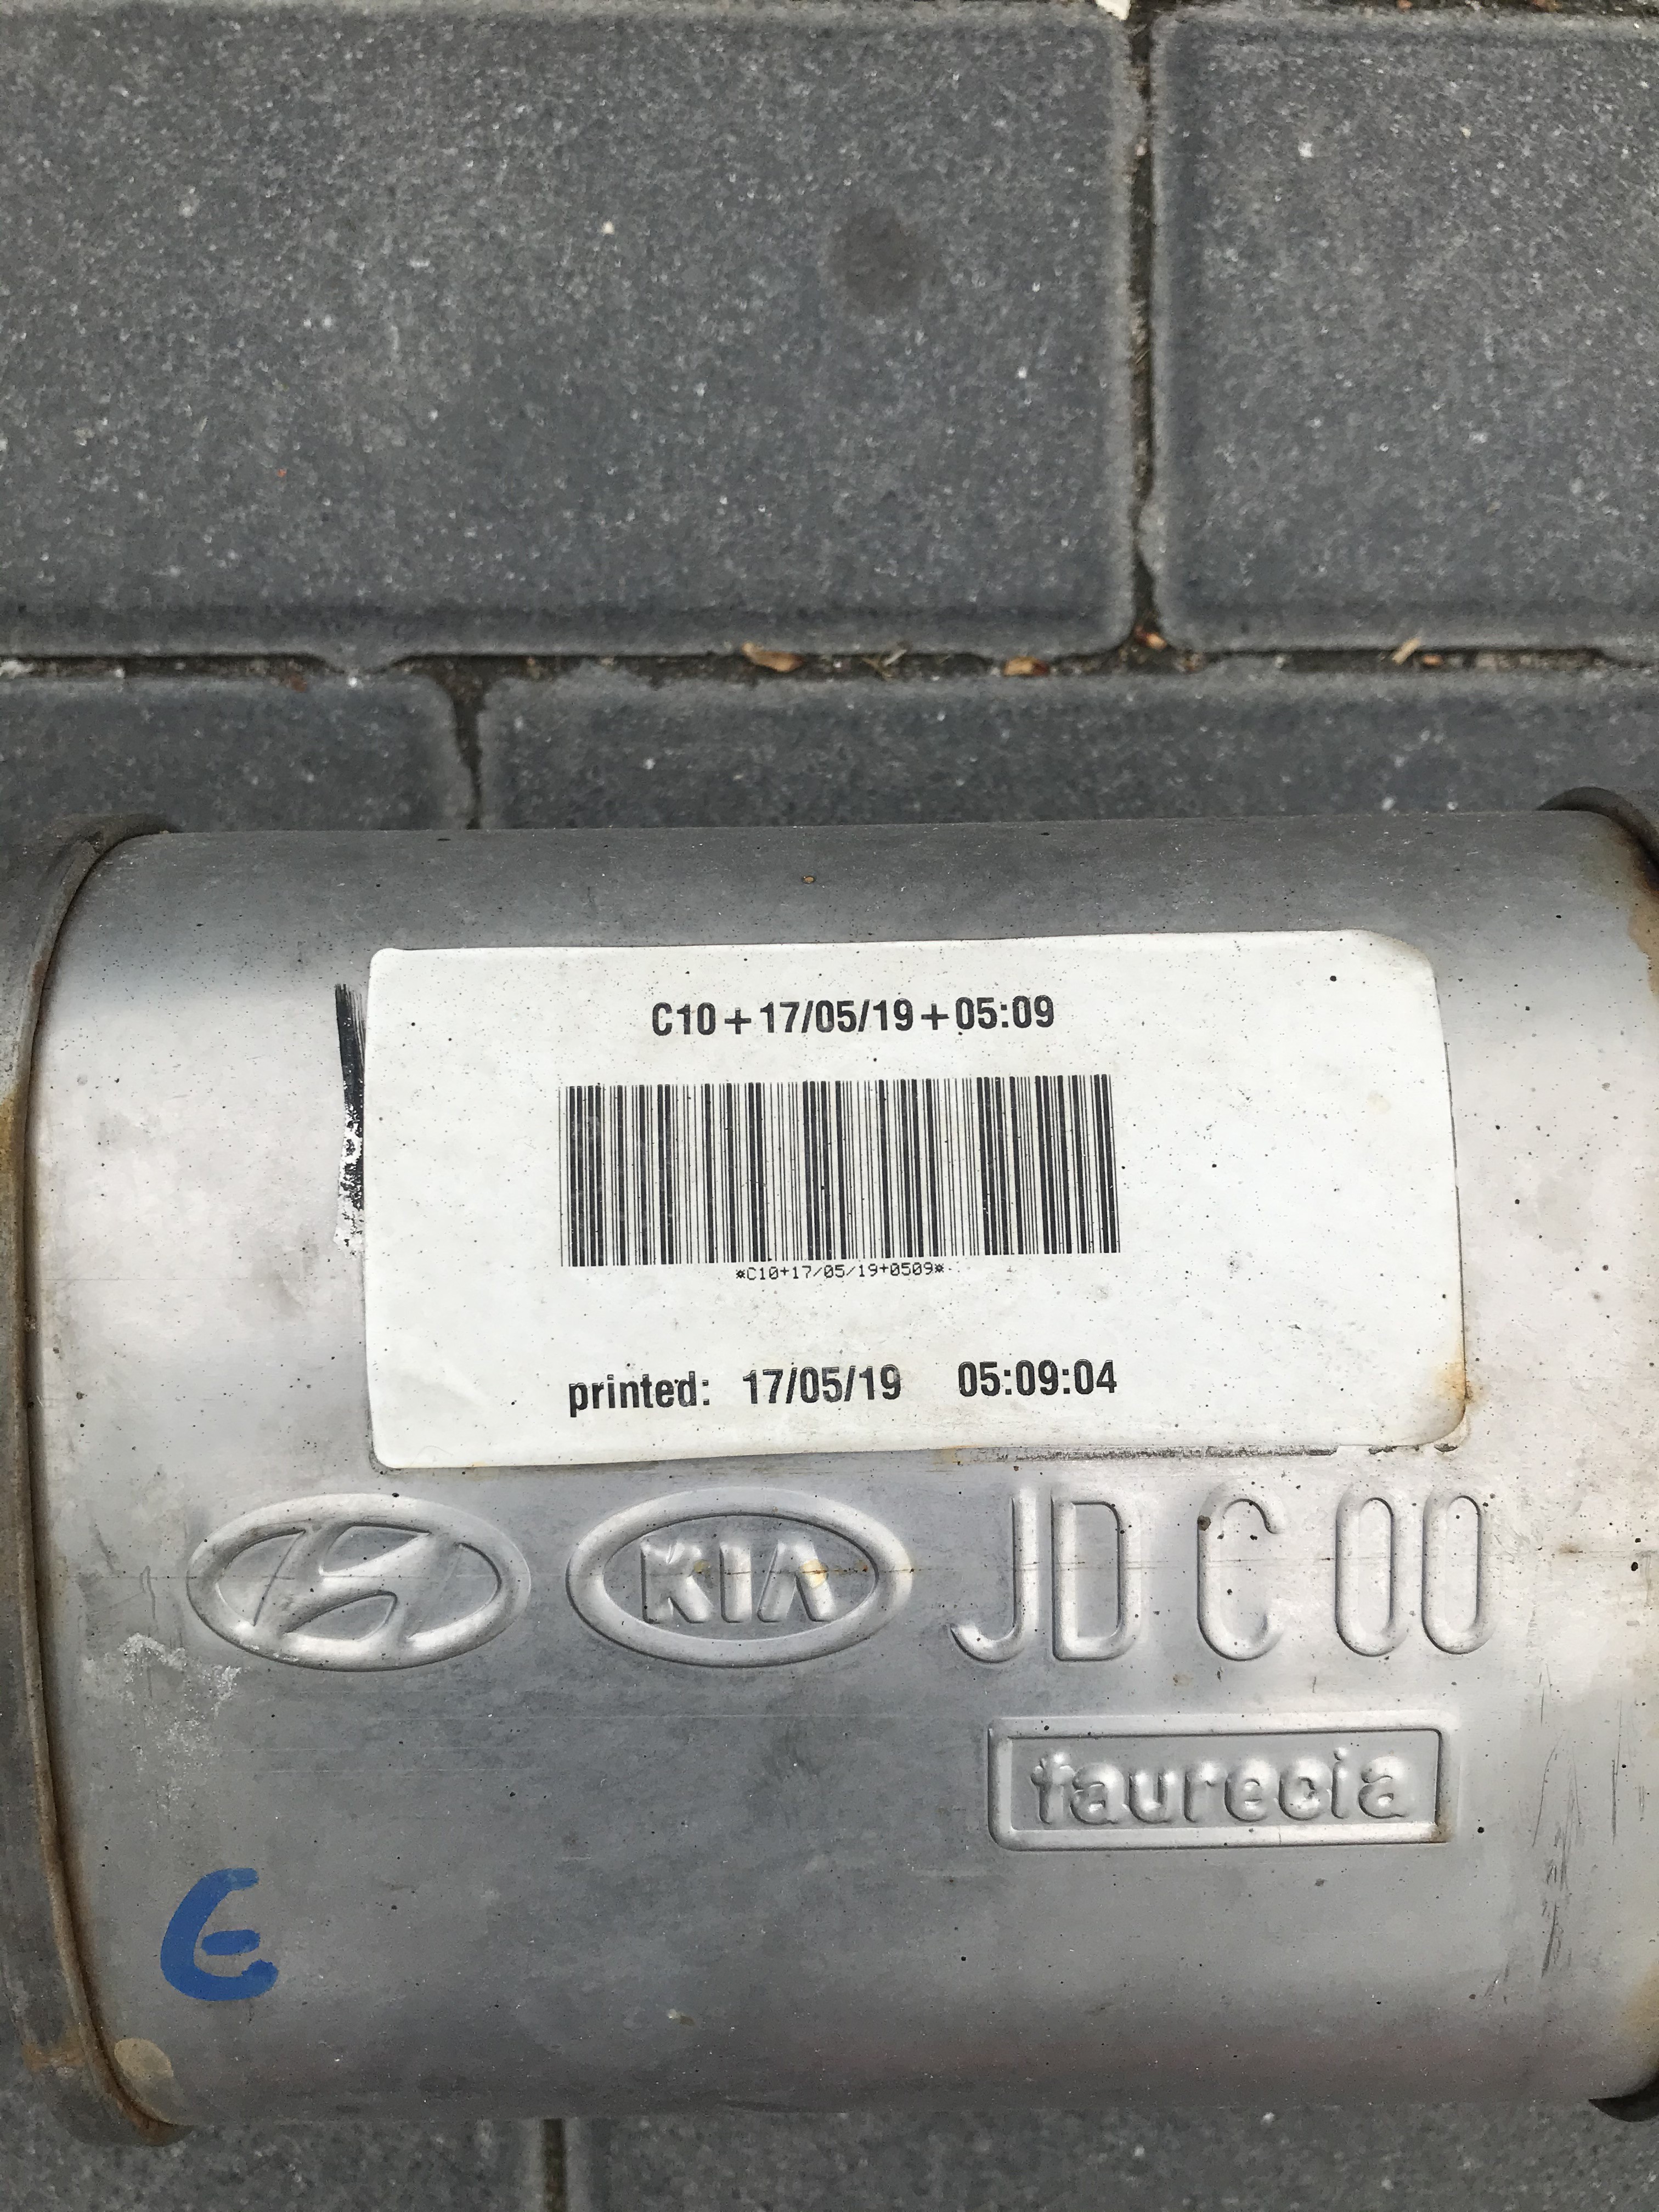 C10+17/05/19+05:09
*C10+17/05/19+0509*
printed: 17/05/19 05:09:04
KIA JD C 00
faurecia
E